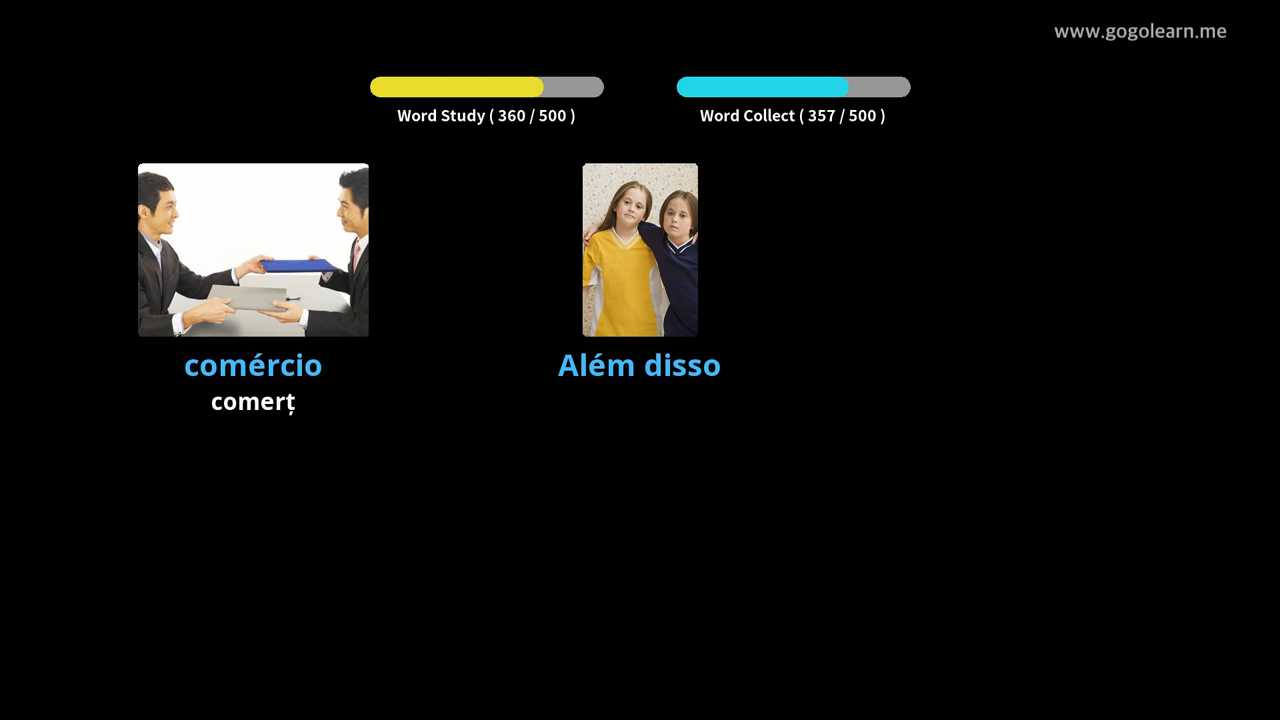 www.gogolearn.me
Word Study ( 360 / 500 )
Word Collect ( 357 / 500 )
comércio
comerț
Além disso